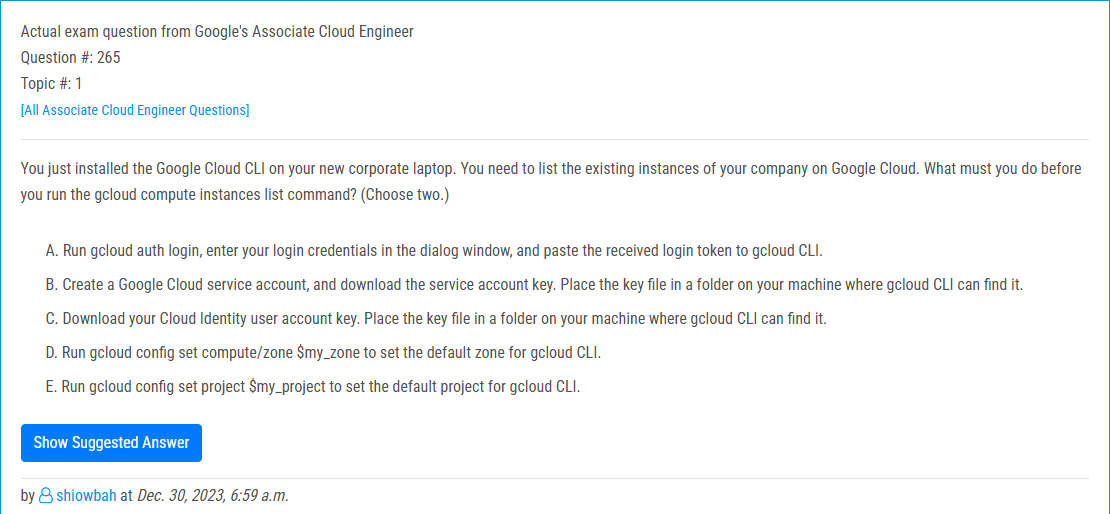 Actual exam question from Google's Associate Cloud Engineer
Question #: 265
Topic #: 1
[All Associate Cloud Engineer Questions]
You just installed the Google Cloud CLI on your new corporate laptop. You need to list the existing instances of your company on Google Cloud. What must you do before
you run the gcloud compute instances list command? (Choose two.)
A. Run gcloud auth login, enter your login credentials in the dialog window, and paste the received login token to gcloud CLI.
B. Create a Google Cloud service account, and download the service account key. Place the key file in a folder on your machine where gcloud CLI can find it.
C. Download your Cloud Identity user account key. Place the key file in a folder on your machine where gcloud CLI can find it.
D. Run gcloud config set compute/zone $my_zone to set the default zone for gcloud CLI.
E. Run gcloud config set project $my_project to set the default project for gcloud CLI.
Show Suggested Answer
by shiowbah at Dec. 30, 2023, 6:59 a.m.